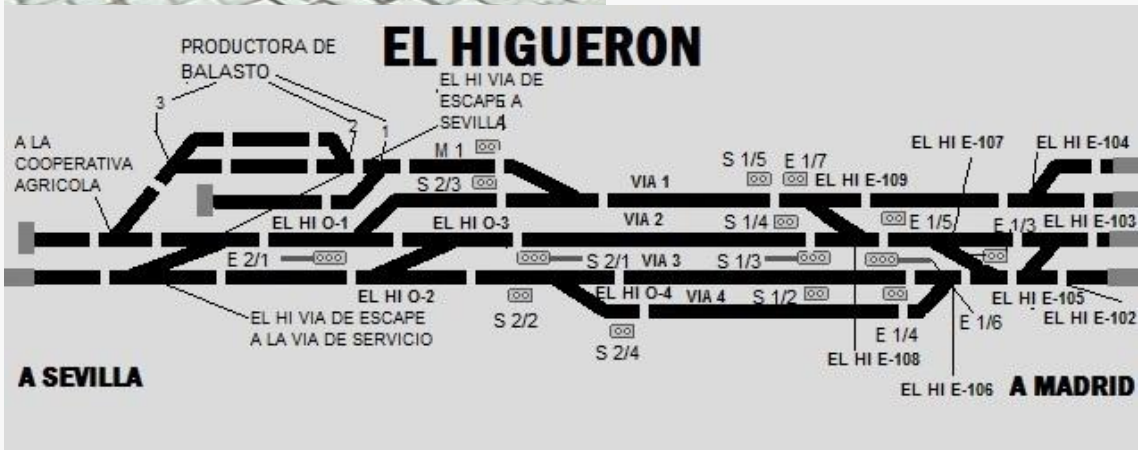 EL HIGUERON
PRODUCTORA DE
BALASTO
EL HI VIA DE
ESCAPE A
SEVILLA
3
2
1
A LA
COOPERATIVA
AGRICOLA
M 1
S 2/3
VIA 1
S 1/5
E 1/7
EL HI E-109
EL HI E-107
EL HI E-104
EL HI O-1
EL HI O-3
VIA 2
S 1/4
E 1/5
E 1/3
EL HI E-103
E 2/1
S 2/1
VIA 3
S 1/3
EL HI O-2
S 2/2
EL HI O-4
VIA 4
S 1/2
EL HI E-105
EL HI E-102
EL HI VIA DE ESCAPE
A LA VIA DE SERVICIO
S 2/4
E 1/4
E 1/6
EL HI E-108
EL HI E-106
A SEVILLA
A MADRID